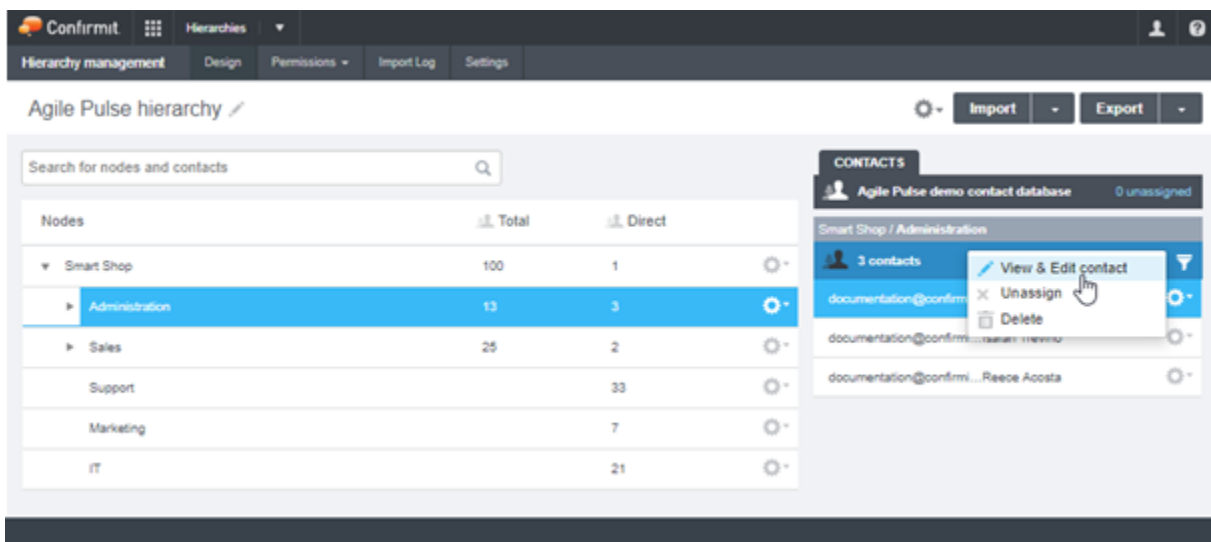 Confirmit Hierarchies
Hierarchy management Design Permissions Import Log Settings
Agile Pulse hierarchy Import Export
Search for nodes and contacts
Nodes Total Direct
Smart Shop 100 1
Administration 13 3
Sales 25 2
Support 33
Marketing 7
IT 21
CONTACTS
Agile Pulse demo contact database 0 unassigned
Smart Shop / Administration
3 contacts
View & Edit contact
Unassign
Delete
documentation@confirm
documentation@confirmi...
documentation@confirmi...Reece Acosta